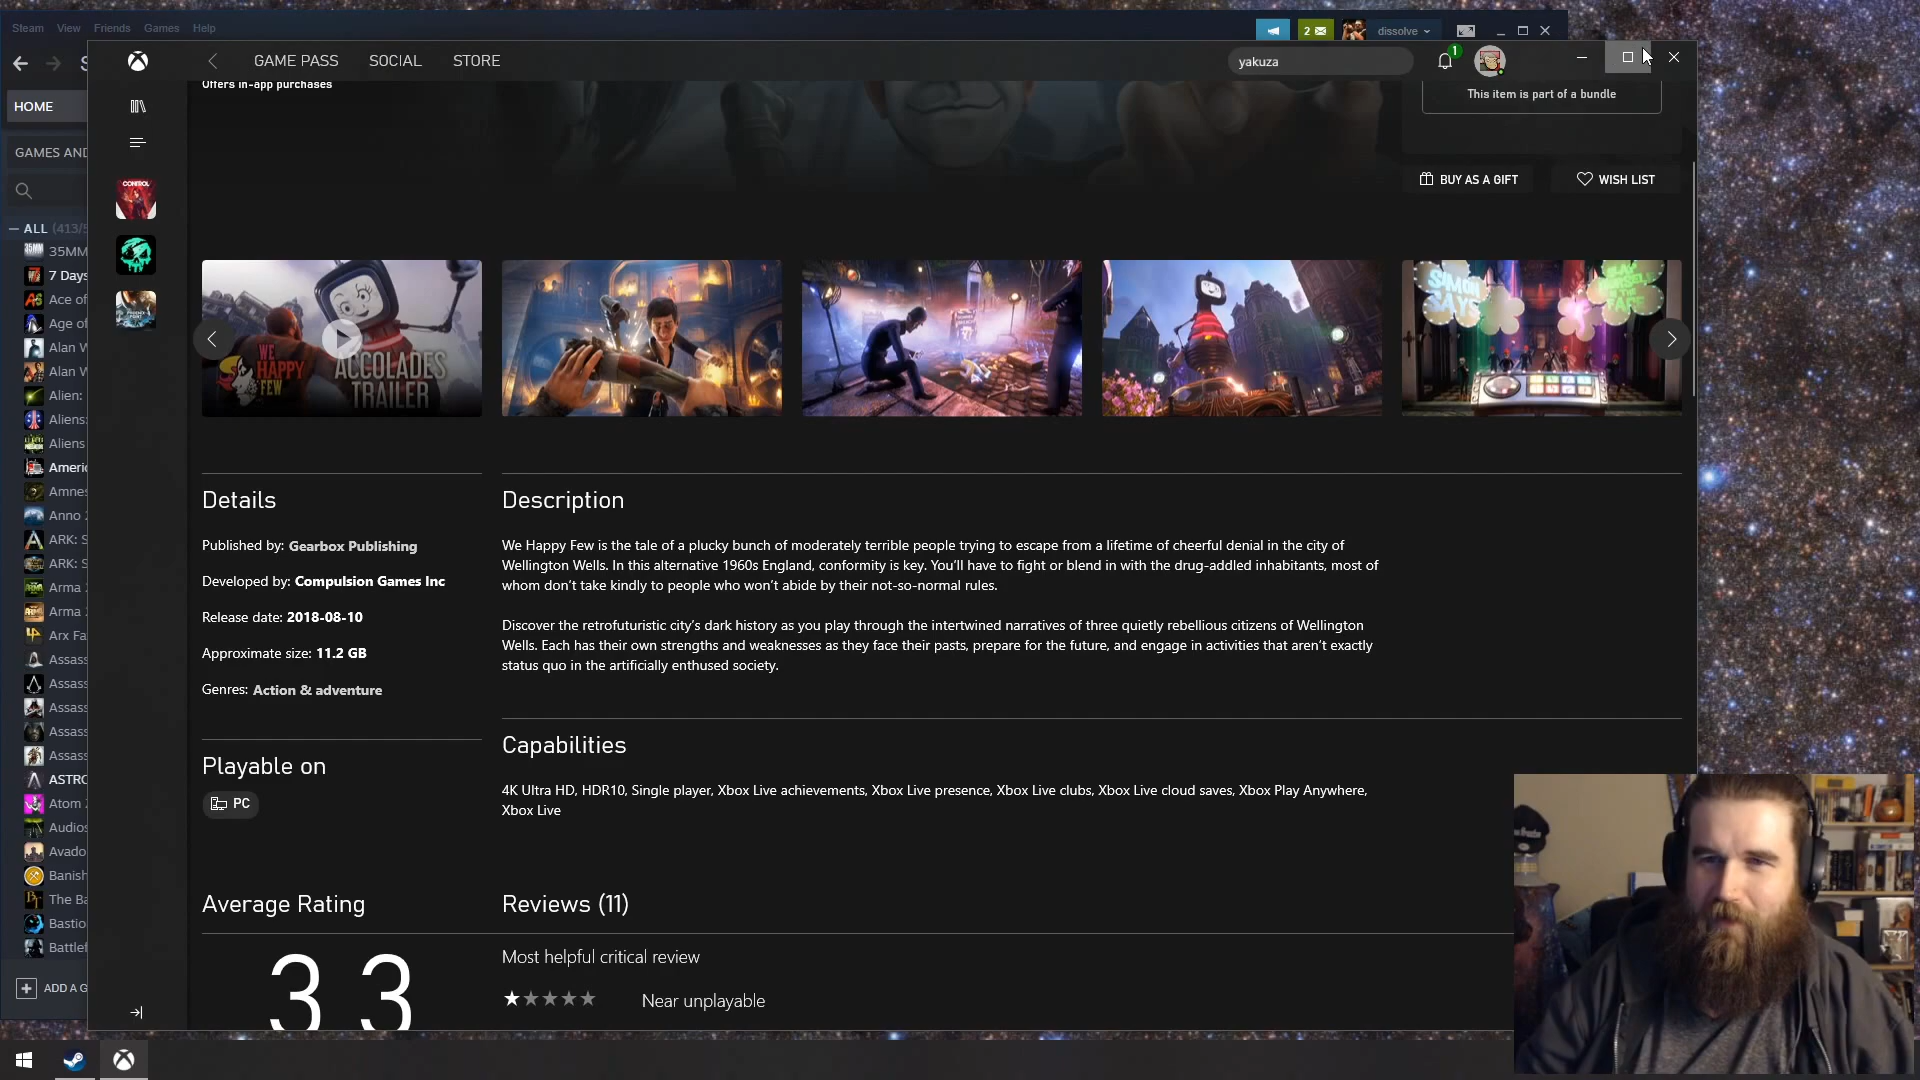 Steam View Friends Games Help
2
dissolve
GAME PASS SOCIAL STORE
yakuza
1
HOME
Offers in-app purchases
This item is part of a bundle
GAMES AND
BUY AS A GIFT
WISH LIST
CONTROL
ALL (413/5
35MM
7 Days
Ace of
Age of
Alan W
Alan W
Alien:
Aliens:
Aliens
Americ
Amnes
Anno
ARK: S
ARK: S
Arma
Arma
Arx Fa
Assass
Assass
Assass
Assass
Assass
ASTRO
Atom
Audios
Avado
Banish
The Ba
Bastio
Battlef
ADD A G
WE HAPPY FEW
ACCOLADES TRAILER
SIMON SAYS
Details
Published by: Gearbox Publishing
Developed by: Compulsion Games Inc
Release date: 2018-08-10
Approximate size: 11.2 GB
Genres: Action & adventure
Playable on
PC
Average Rating
3 3
Description
We Happy Few is the tale of a plucky bunch of moderately terrible people trying to escape from a lifetime of cheerful denial in the city of
Wellington Wells. In this alternative 1960s England, conformity is key. You'll have to fight or blend in with the drug-addled inhabitants, most of
whom don't take kindly to people who won't abide by their not-so-normal rules.
Discover the retrofuturistic city's dark history as you play through the intertwined narratives of three quietly rebellious citizens of Wellington
Wells. Each has their own strengths and weaknesses as they face their pasts, prepare for the future, and engage in activities that aren't exactly
status quo in the artificially enthused society.
Capabilities
4K Ultra HD, HDR10, Single player, Xbox Live achievements, Xbox Live presence, Xbox Live clubs, Xbox Live cloud saves, Xbox Play Anywhere,
Xbox Live
Reviews (11)
Most helpful critical review
Near unplayable